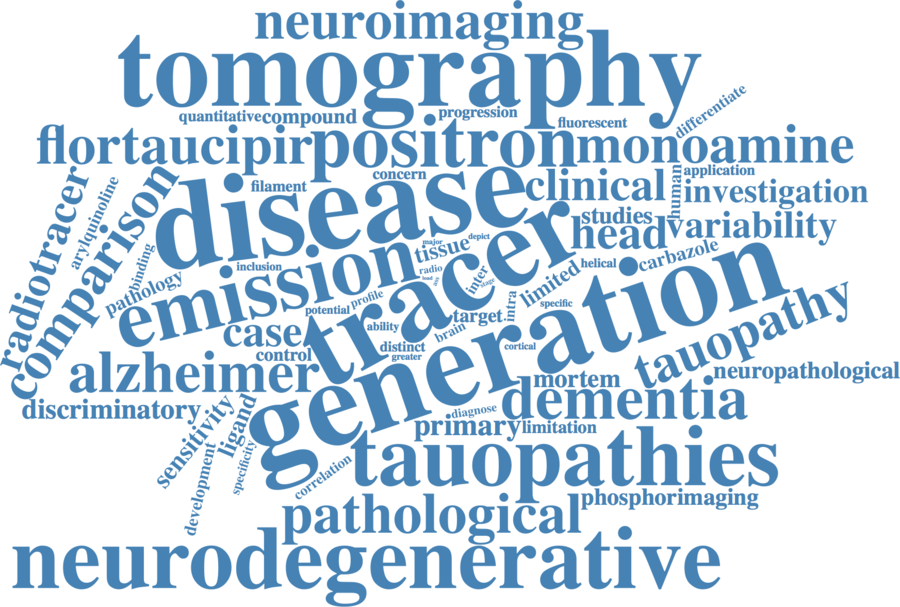 neuroimaging
tomography
quantitative
compound
progression
fluorescent
differentiate
flortaucipir
positron
monoamine
concern
application
filament
disease
clinical
human
investigation
radiotracer
arylquinoline
comparison
studies
head
variability
binding
pathology
inclusion
emission
major
tissue
depict
radio
load
inter
stage
tracer
helical
carbazole
limited
potential
profile
target
intra
specific
case
control
ability
brain
distinct
greater
cortical
generation
tauopathy
alzheimer
neuropathological
mortem
dementia
discriminatory
sensitivity
ligand
diagnose
primary
limitation
development
specificity
correlation
tauopathies
phosphorimaging
pathological
neurodegenerative